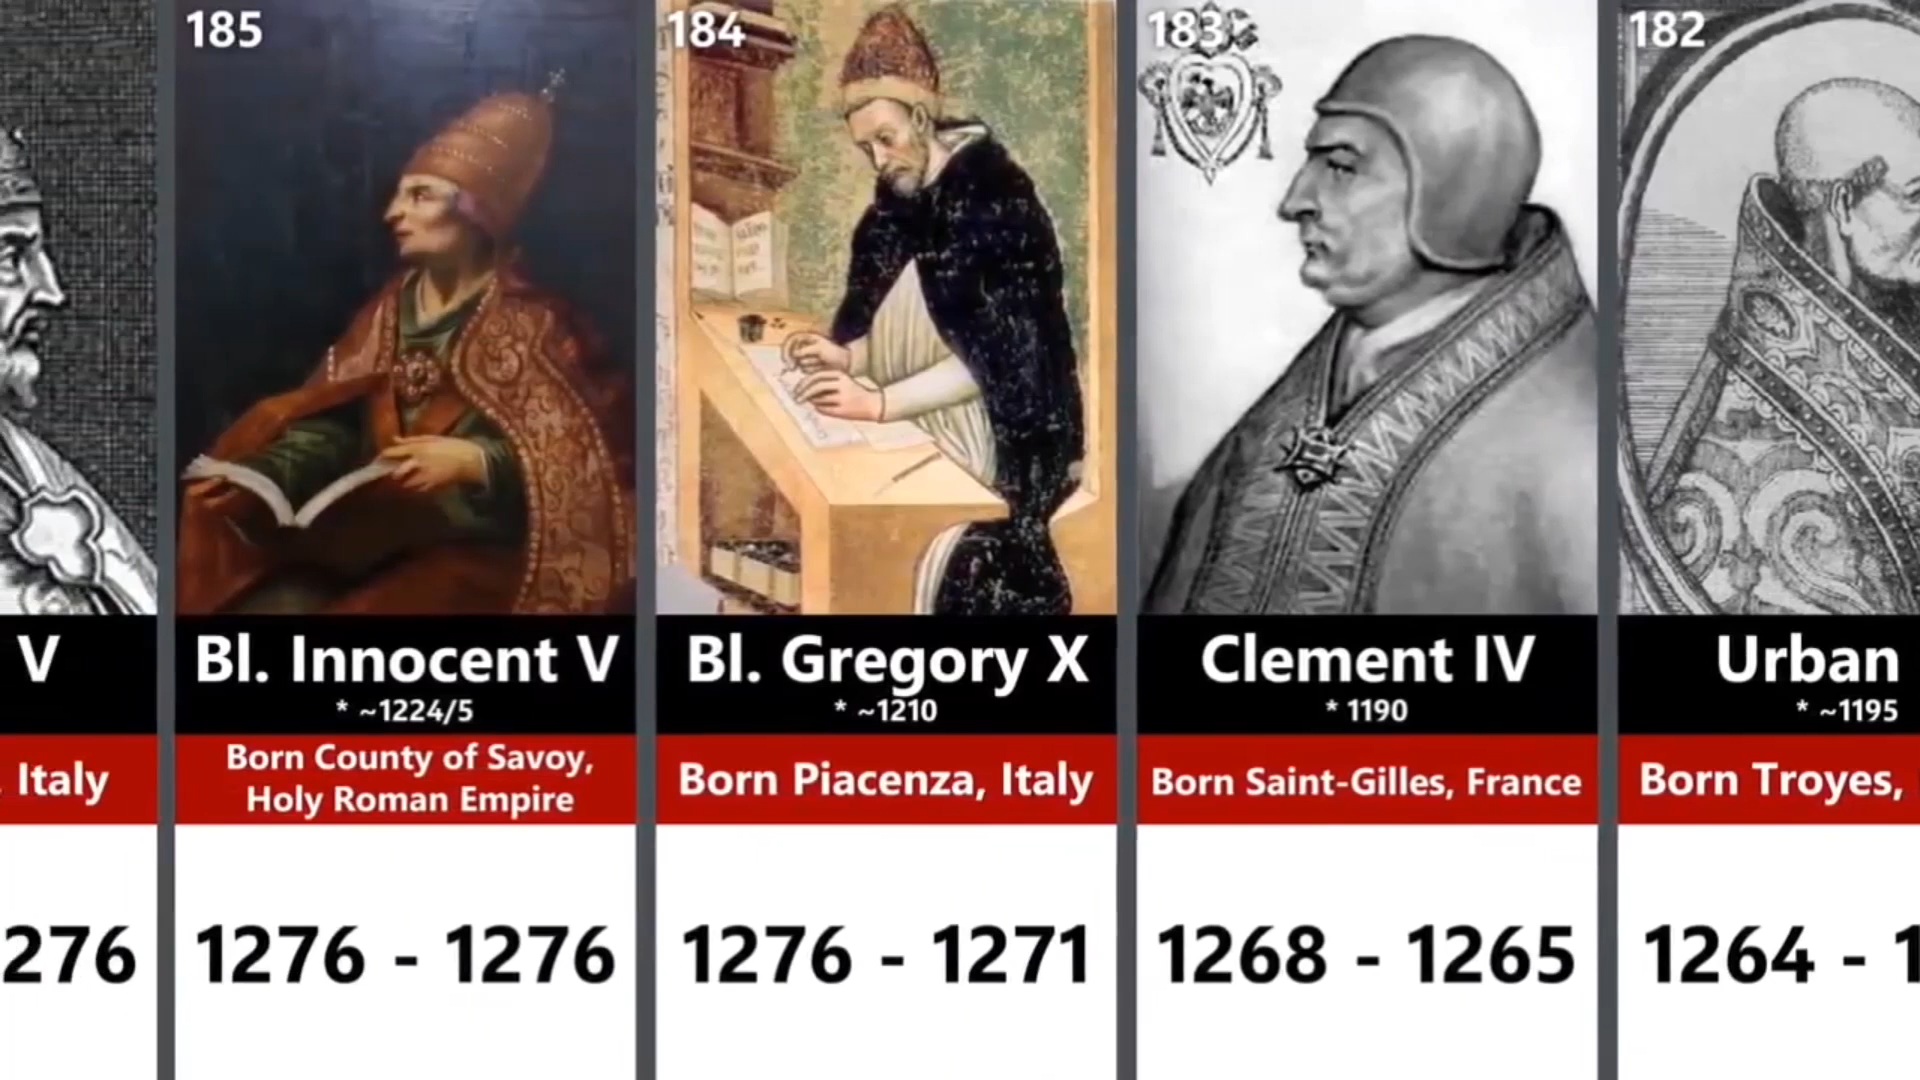 185
184
183
182
V
Bl. Innocent V
Bl. Gregory X
Clement IV
Urban
* ~1224/5
* ~1210
* 1190
* ~1195
, Italy
Born County of Savoy,
Holy Roman Empire
Born Piacenza, Italy
Born Saint-Gilles, France
Born Troyes,
276
1276 - 1276
1276 - 1271
1268 - 1265
1264 - 1